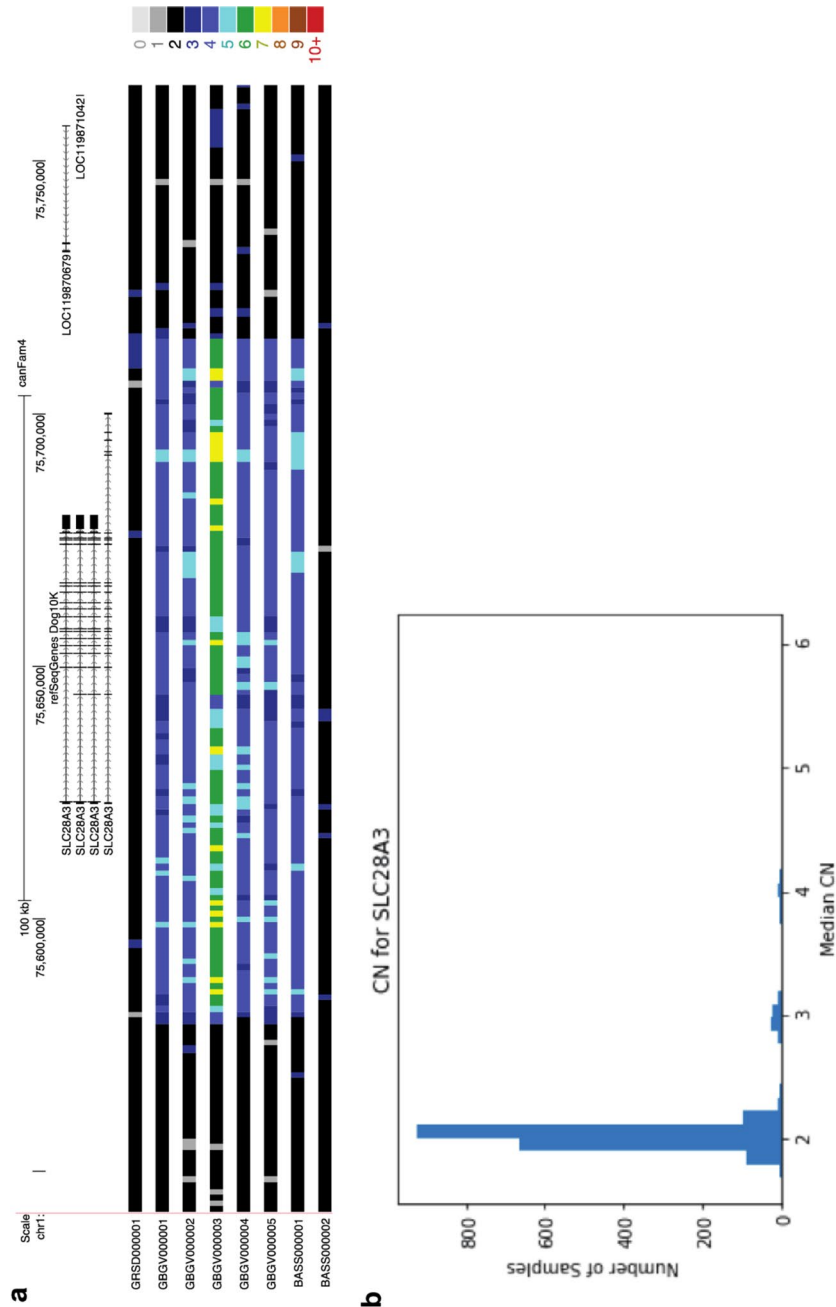 a
Scale
100 kb
canFam4
chr1:
75,600,000
75,650,000
75,700,000
75,750,000
refSeqGenes Dog10K
SLC28A3
SLC28A3
SLC28A3
SLC28A3
LOC119870679
LOC119871042
GRSD000001
GBGV000001
GBGV000002
GBGV000003
GBGV000004
GBGV000005
BASS000001
BASS000002
0
1
2
3
4
5
6
7
8
9
10+
b
CN for SLC28A3
Number of Samples
800
600
400
200
0
2
3
4
5
6
Median CN